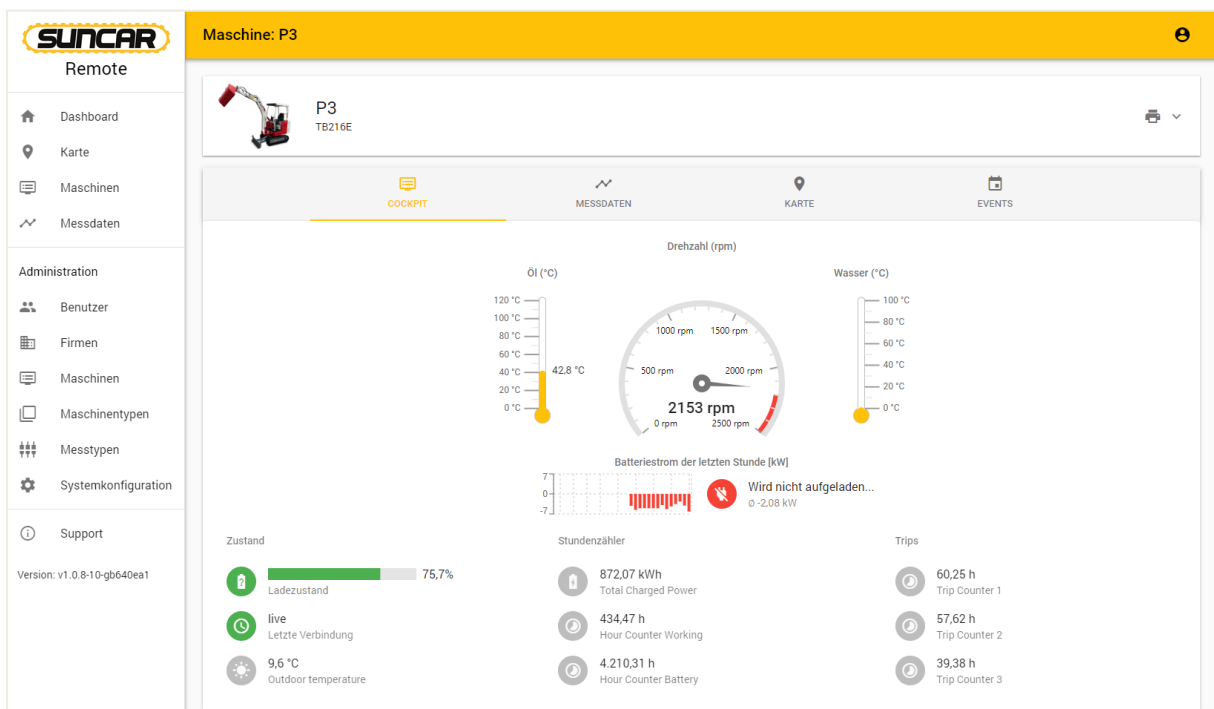 SUNCAR
Remote
Dashboard
Karte
Maschinen
Messdaten
Administration
Benutzer
Firmen
Maschinen
Maschinentypen
Messtypen
Systemkonfiguration
Support
Version: v1.0.8-10-gb640ea1
Maschine: P3
P3
TB216E
COCKPIT
MESSDATEN
KARTE
EVENTS
Drehzahl (rpm)
Öl (°C)
120 °C
100 °C
80 °C
60 °C
40 °C
20 °C
0 °C
42,8 °C
1000 rpm
1500 rpm
500 rpm
2000 rpm
2153 rpm
0 rpm
2500 rpm
Wasser (°C)
100 °C
80 °C
60 °C
40 °C
20 °C
0 °C
Batteriestrom der letzten Stunde [kW]
7
0
-7
Wird nicht aufgeladen...
Ø -2,08 kW
Zustand
75,7%
Ladezustand
live
Letzte Verbindung
9,6 °C
Outdoor temperature
Stundenzähler
872,07 kWh
Total Charged Power
434,47 h
Hour Counter Working
4.210,31 h
Hour Counter Battery
Trips
60,25 h
Trip Counter 1
57,62 h
Trip Counter 2
39,38 h
Trip Counter 3